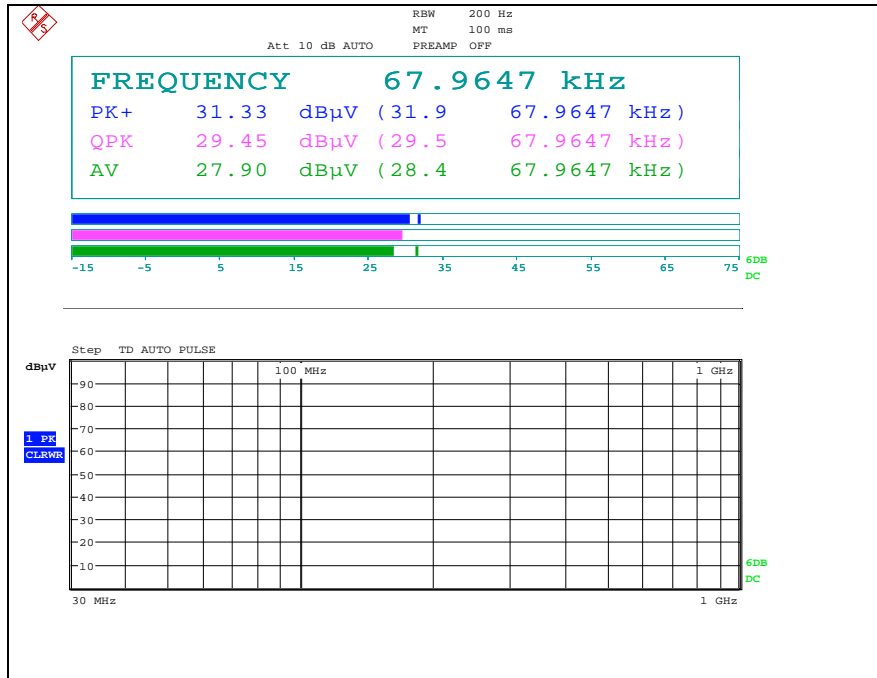 R S
RBW 200 Hz
MT 100 ms
Att 10 dB AUTO PREAMP OFF
FREQUENCY 67.9647 kHz
PK+ 31.33 dBµV (31.9 67.9647 kHz)
QPK 29.45 dBµV (29.5 67.9647 kHz)
AV 27.90 dBµV (28.4 67.9647 kHz)
-15 -5 5 15 25 35 45 55 65 75
6DB
DC
Step TD AUTO PULSE
dBµV
100 MHz 1 GHz
90
80
70
1 PK
CLRWR
60
50
40
30
20
10
6DB
DC
30 MHz 1 GHz